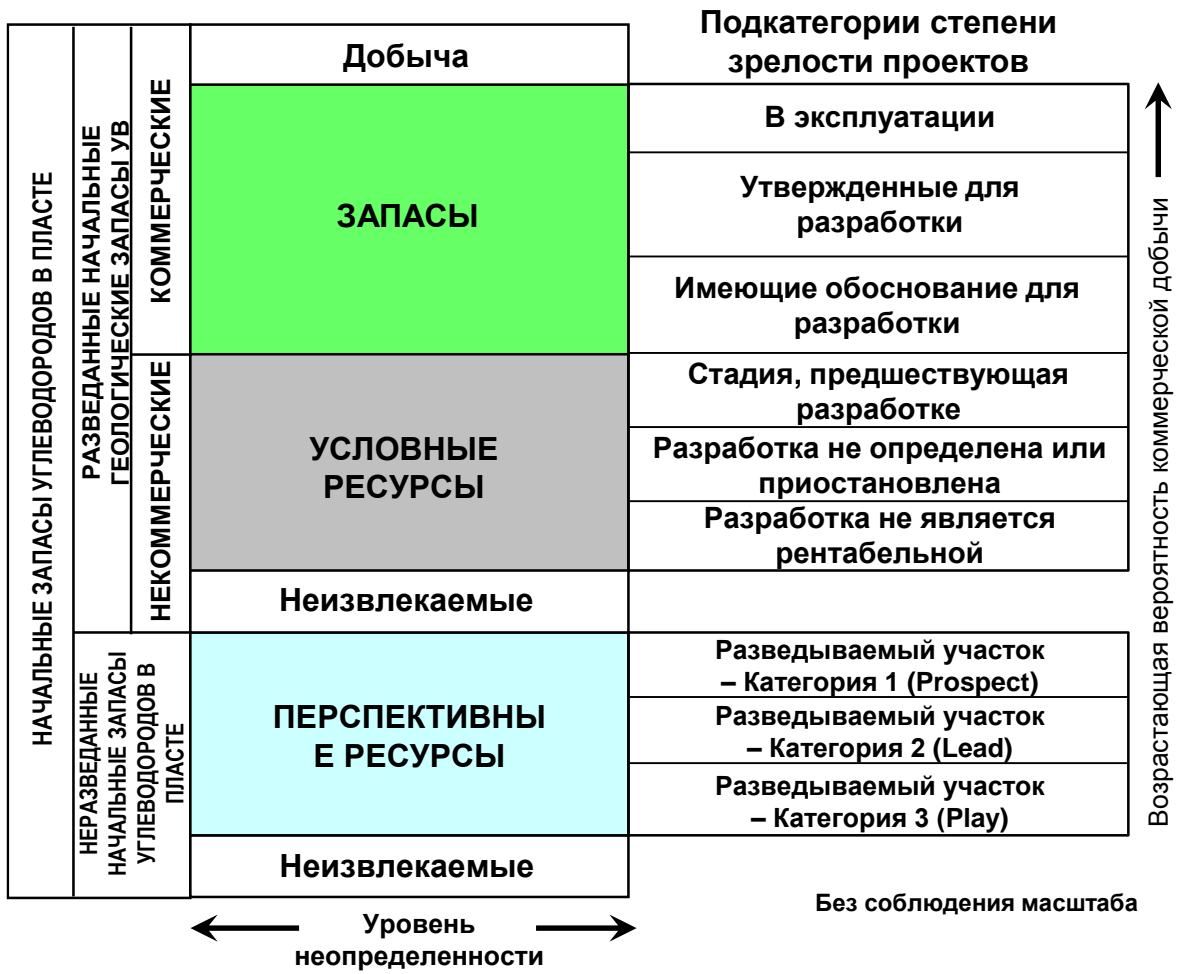 Подкатегории степени
зрелости проектов
НАЧАЛЬНЫЕ ЗАПАСЫ УГЛЕВОДОРОДОВ В ПЛАСТЕ
РАЗВЕДАННЫЕ НАЧАЛЬНЫЕ
ГЕОЛОГИЧЕСКИЕ ЗАПАСЫ УВ
КОММЕРЧЕСКИЕ
Добыча
ЗАПАСЫ
В эксплуатации
Утвержденные для
разработки
Имеющие обоснование для
разработки
НЕКОММЕРЧЕСКИЕ
УСЛОВНЫЕ
РЕСУРСЫ
Стадия, предшествующая
разработке
Разработка не определена или
приостановлена
Разработка не является
рентабельной
Неизвлекаемые
НЕРАЗВЕДАННЫЕ
НАЧАЛЬНЫЕ ЗАПАСЫ
УГЛЕВОДОРОДОВ В
ПЛАСТЕ
ПЕРСПЕКТИВНЫ
Е РЕСУРСЫ
Разведываемый участок
– Категория 1 (Prospect)
Разведываемый участок
– Категория 2 (Lead)
Разведываемый участок
– Категория 3 (Play)
Неизвлекаемые
Возрастающая вероятность коммерческой добычи
Без соблюдения масштаба
Уровень
неопределенности